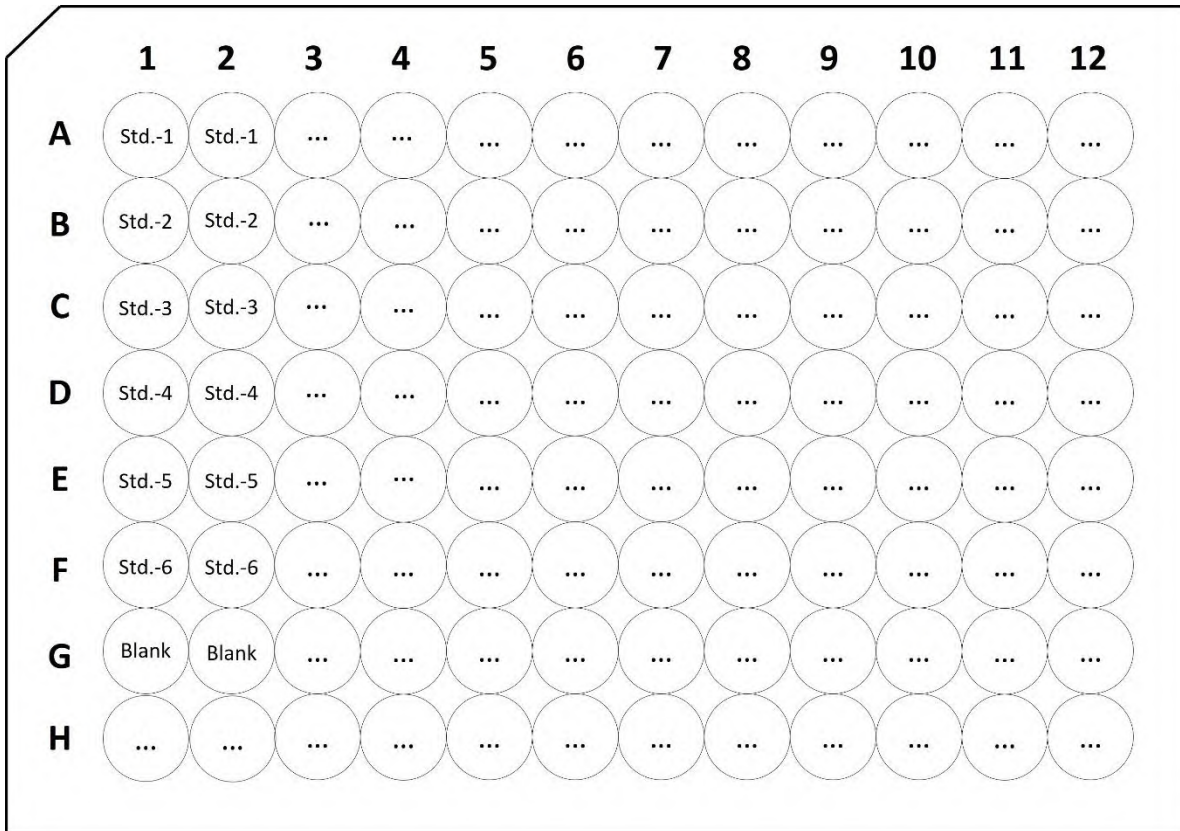 1 2 3 4 5 6 7 8 9 10 11 12
A Std.-1 Std.-1 ... ... ... ... ... ... ... ... ... ...
B Std.-2 Std.-2 ... ... ... ... ... ... ... ... ... ...
C Std.-3 Std.-3 ... ... ... ... ... ... ... ... ... ...
D Std.-4 Std.-4 ... ... ... ... ... ... ... ... ... ...
E Std.-5 Std.-5 ... ... ... ... ... ... ... ... ... ...
F Std.-6 Std.-6 ... ... ... ... ... ... ... ... ... ...
G Blank Blank ... ... ... ... ... ... ... ... ... ...
H ... ... ... ... ... ... ... ... ... ... ... ...